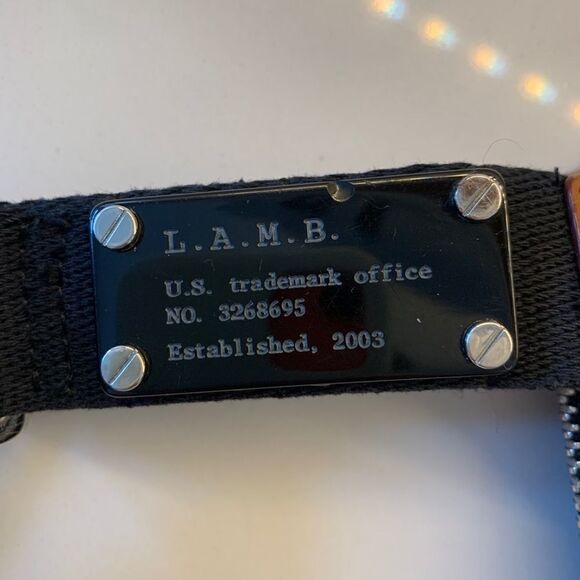 L.A.M.B.
U.S. trademark office
NO. 3268695
Established, 2003